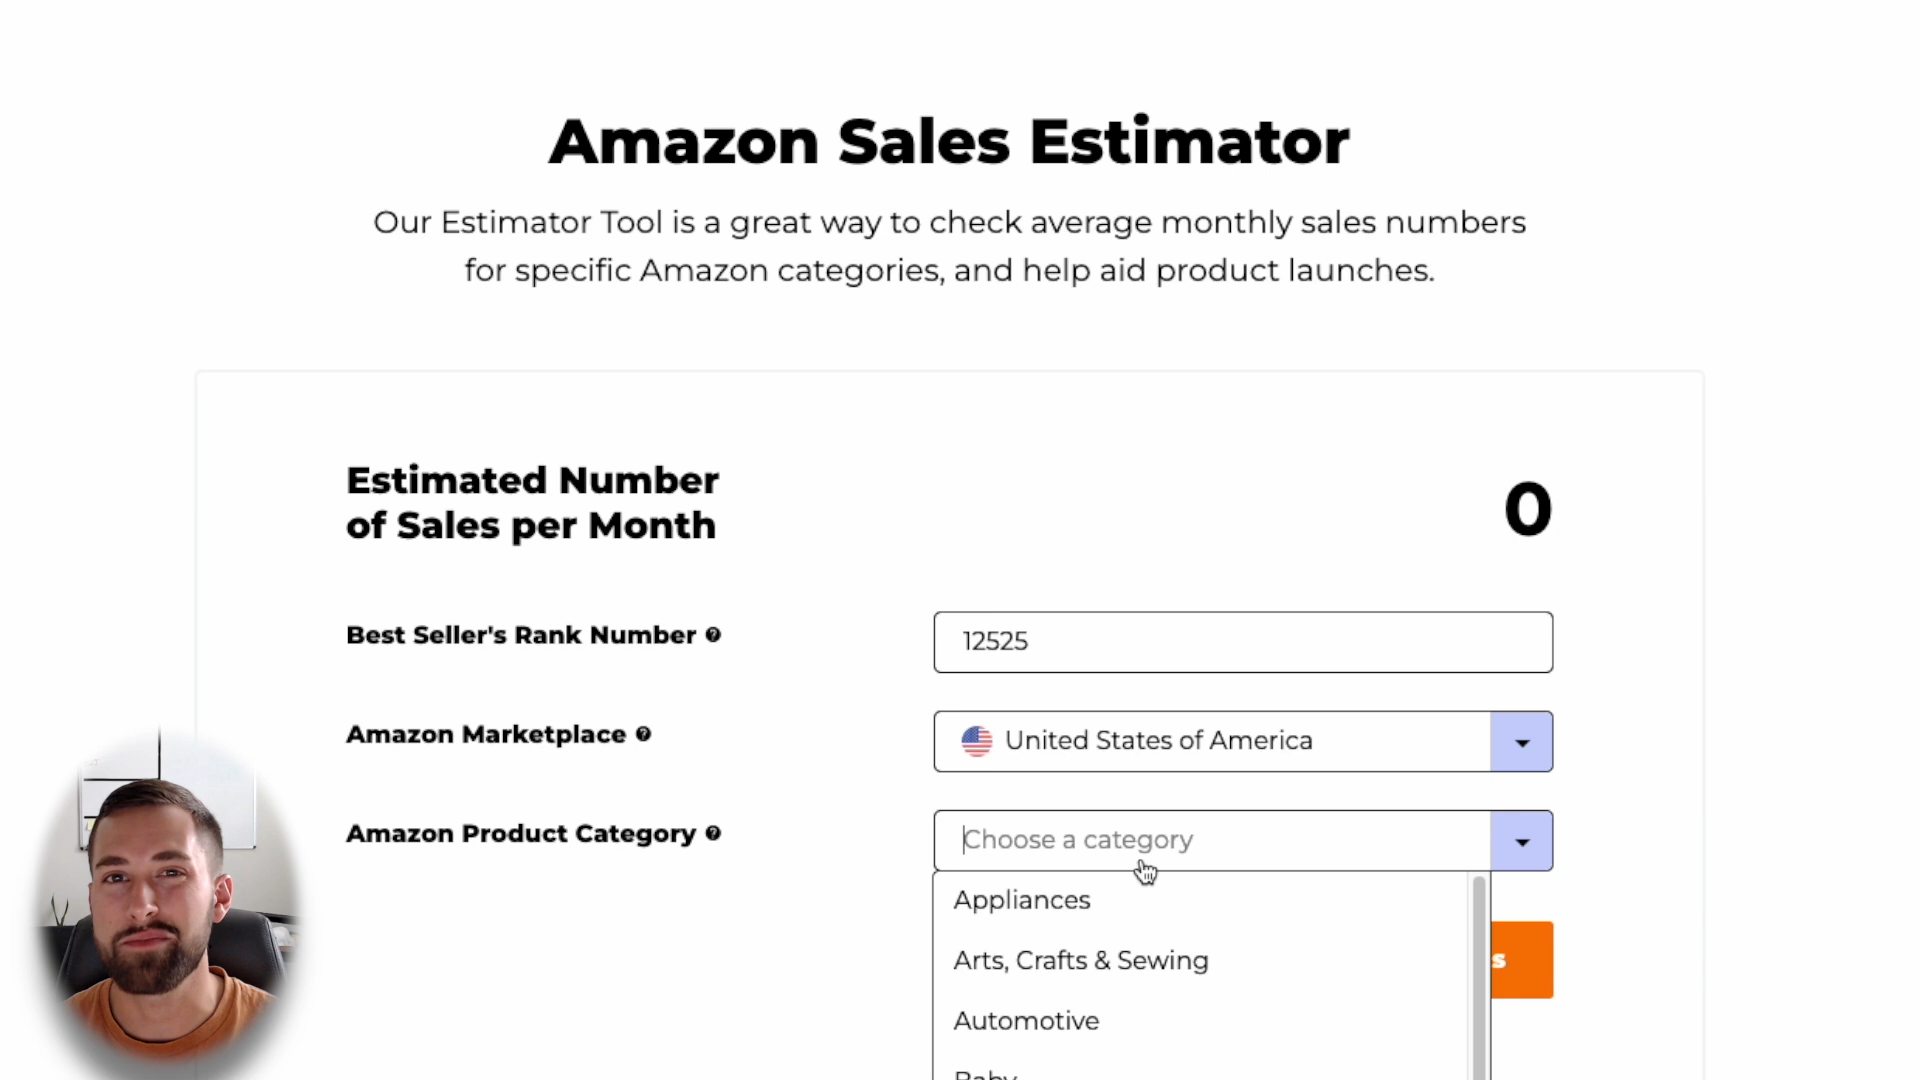 Amazon Sales Estimator
Our Estimator Tool is a great way to check average monthly sales numbers
for specific Amazon categories, and help aid product launches.
Estimated Number
of Sales per Month
0
Best Seller's Rank Number ?
12525
Amazon Marketplace ?
United States of America
Amazon Product Category ?
Choose a category
Appliances
Arts, Crafts & Sewing
s
Automotive
Baby